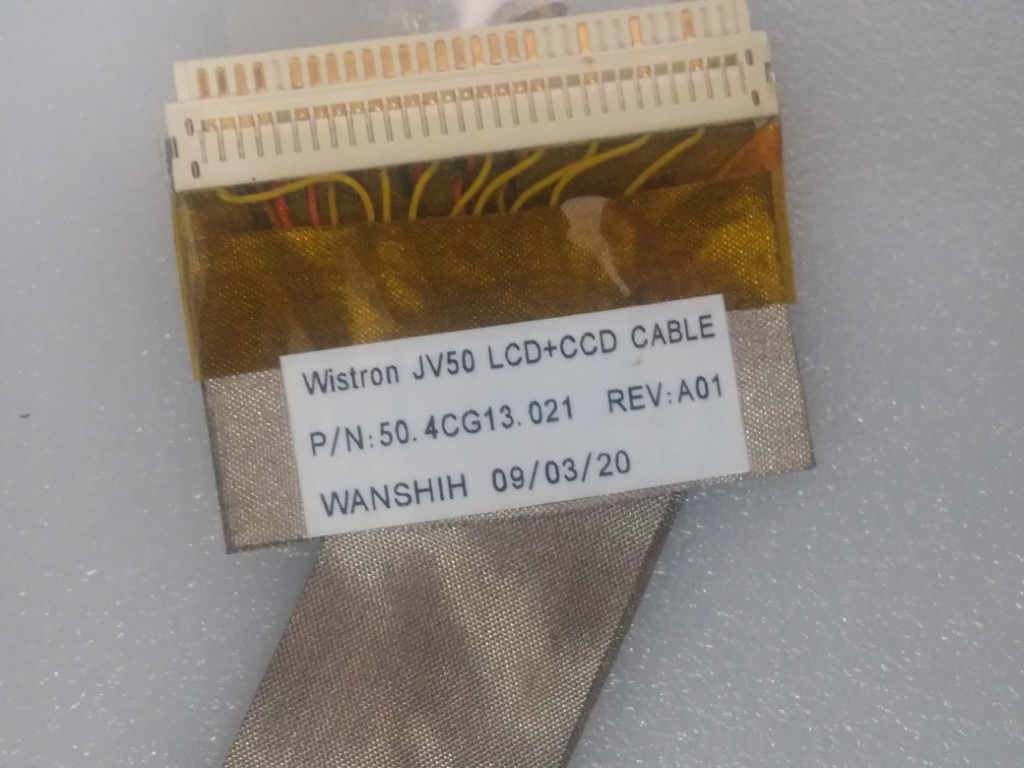 Wistron JV50 LCD+CCD CABLE
P/N:50.4CG13.021 REV:A01
WANSHIH 09/03/20